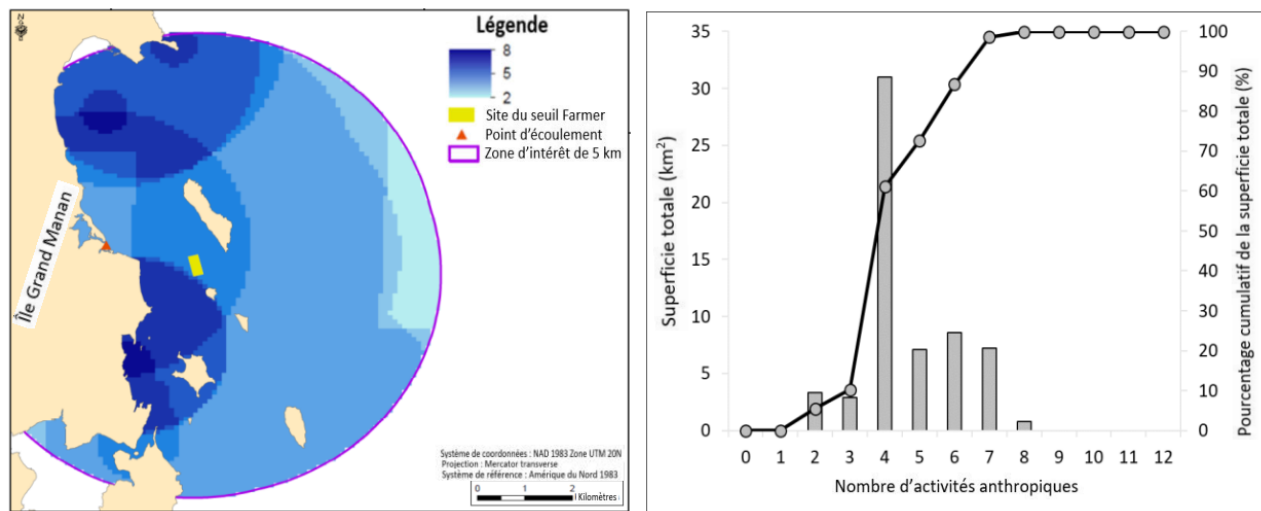 N
Légende
8
5
2
Site du seuil Farmer
Point d'écoulement
Zone d'intérêt de 5 km
Île Grand Manan
Système de coordonnées : NAD 1983 Zone UTM 20N
Projection : Mercator transverse
Système de référence : Amérique du Nord 1983
0 1 2
Kilomètres
Superficie totale (km²)
35
30
25
20
15
10
5
0
0 1 2 3 4 5 6 7 8 9 10 11 12
Nombre d'activités anthropiques
100
90
80
70
60
50
40
30
20
10
0
Pourcentage cumulatif de la superficie totale (%)